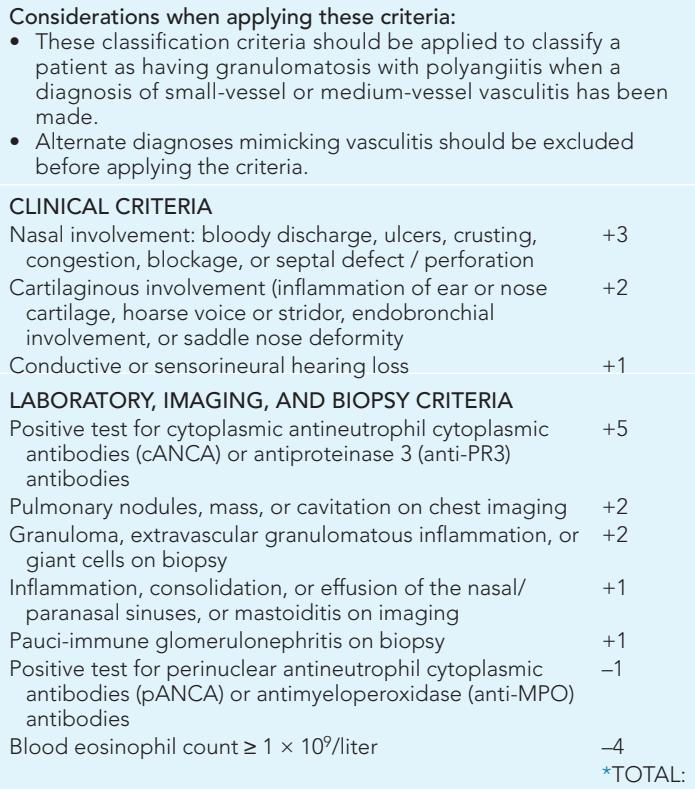 Considerations when applying these criteria:
• These classification criteria should be applied to classify a
patient as having granulomatosis with polyangiitis when a
diagnosis of small-vessel or medium-vessel vasculitis has been
made.
• Alternate diagnoses mimicking vasculitis should be excluded
before applying the criteria.
CLINICAL CRITERIA
Nasal involvement: bloody discharge, ulcers, crusting, +3
congestion, blockage, or septal defect / perforation
Cartilaginous involvement (inflammation of ear or nose +2
cartilage, hoarse voice or stridor, endobronchial
involvement, or saddle nose deformity
Conductive or sensorineural hearing loss +1
LABORATORY, IMAGING, AND BIOPSY CRITERIA
Positive test for cytoplasmic antineutrophil cytoplasmic +5
antibodies (cANCA) or antiproteinase 3 (anti-PR3)
antibodies
Pulmonary nodules, mass, or cavitation on chest imaging +2
Granuloma, extravascular granulomatous inflammation, or +2
giant cells on biopsy
Inflammation, consolidation, or effusion of the nasal/ +1
paranasal sinuses, or mastoiditis on imaging
Pauci-immune glomerulonephritis on biopsy +1
Positive test for perinuclear antineutrophil cytoplasmic –1
antibodies (pANCA) or antimyeloperoxidase (anti-MPO)
antibodies
Blood eosinophil count ≥ 1 × 10⁹/liter –4
*TOTAL: